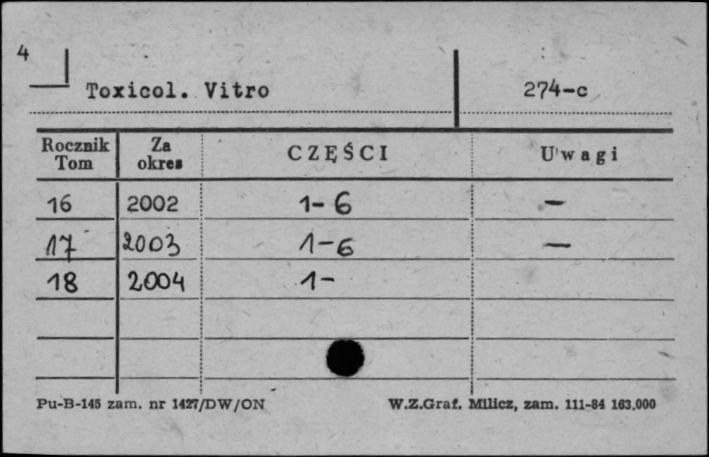 4
Toxicol. Vitro 274-c
Rocznik Tom Za okres CZĘŚCI Uwagi
16 2002 1-6 —
17 2003 1-6 —
18 2004 1-
Pu-B-145 zam. nr 1427/DW/ON W.Z.Graf. Milicz, zam. 111-84 163.000